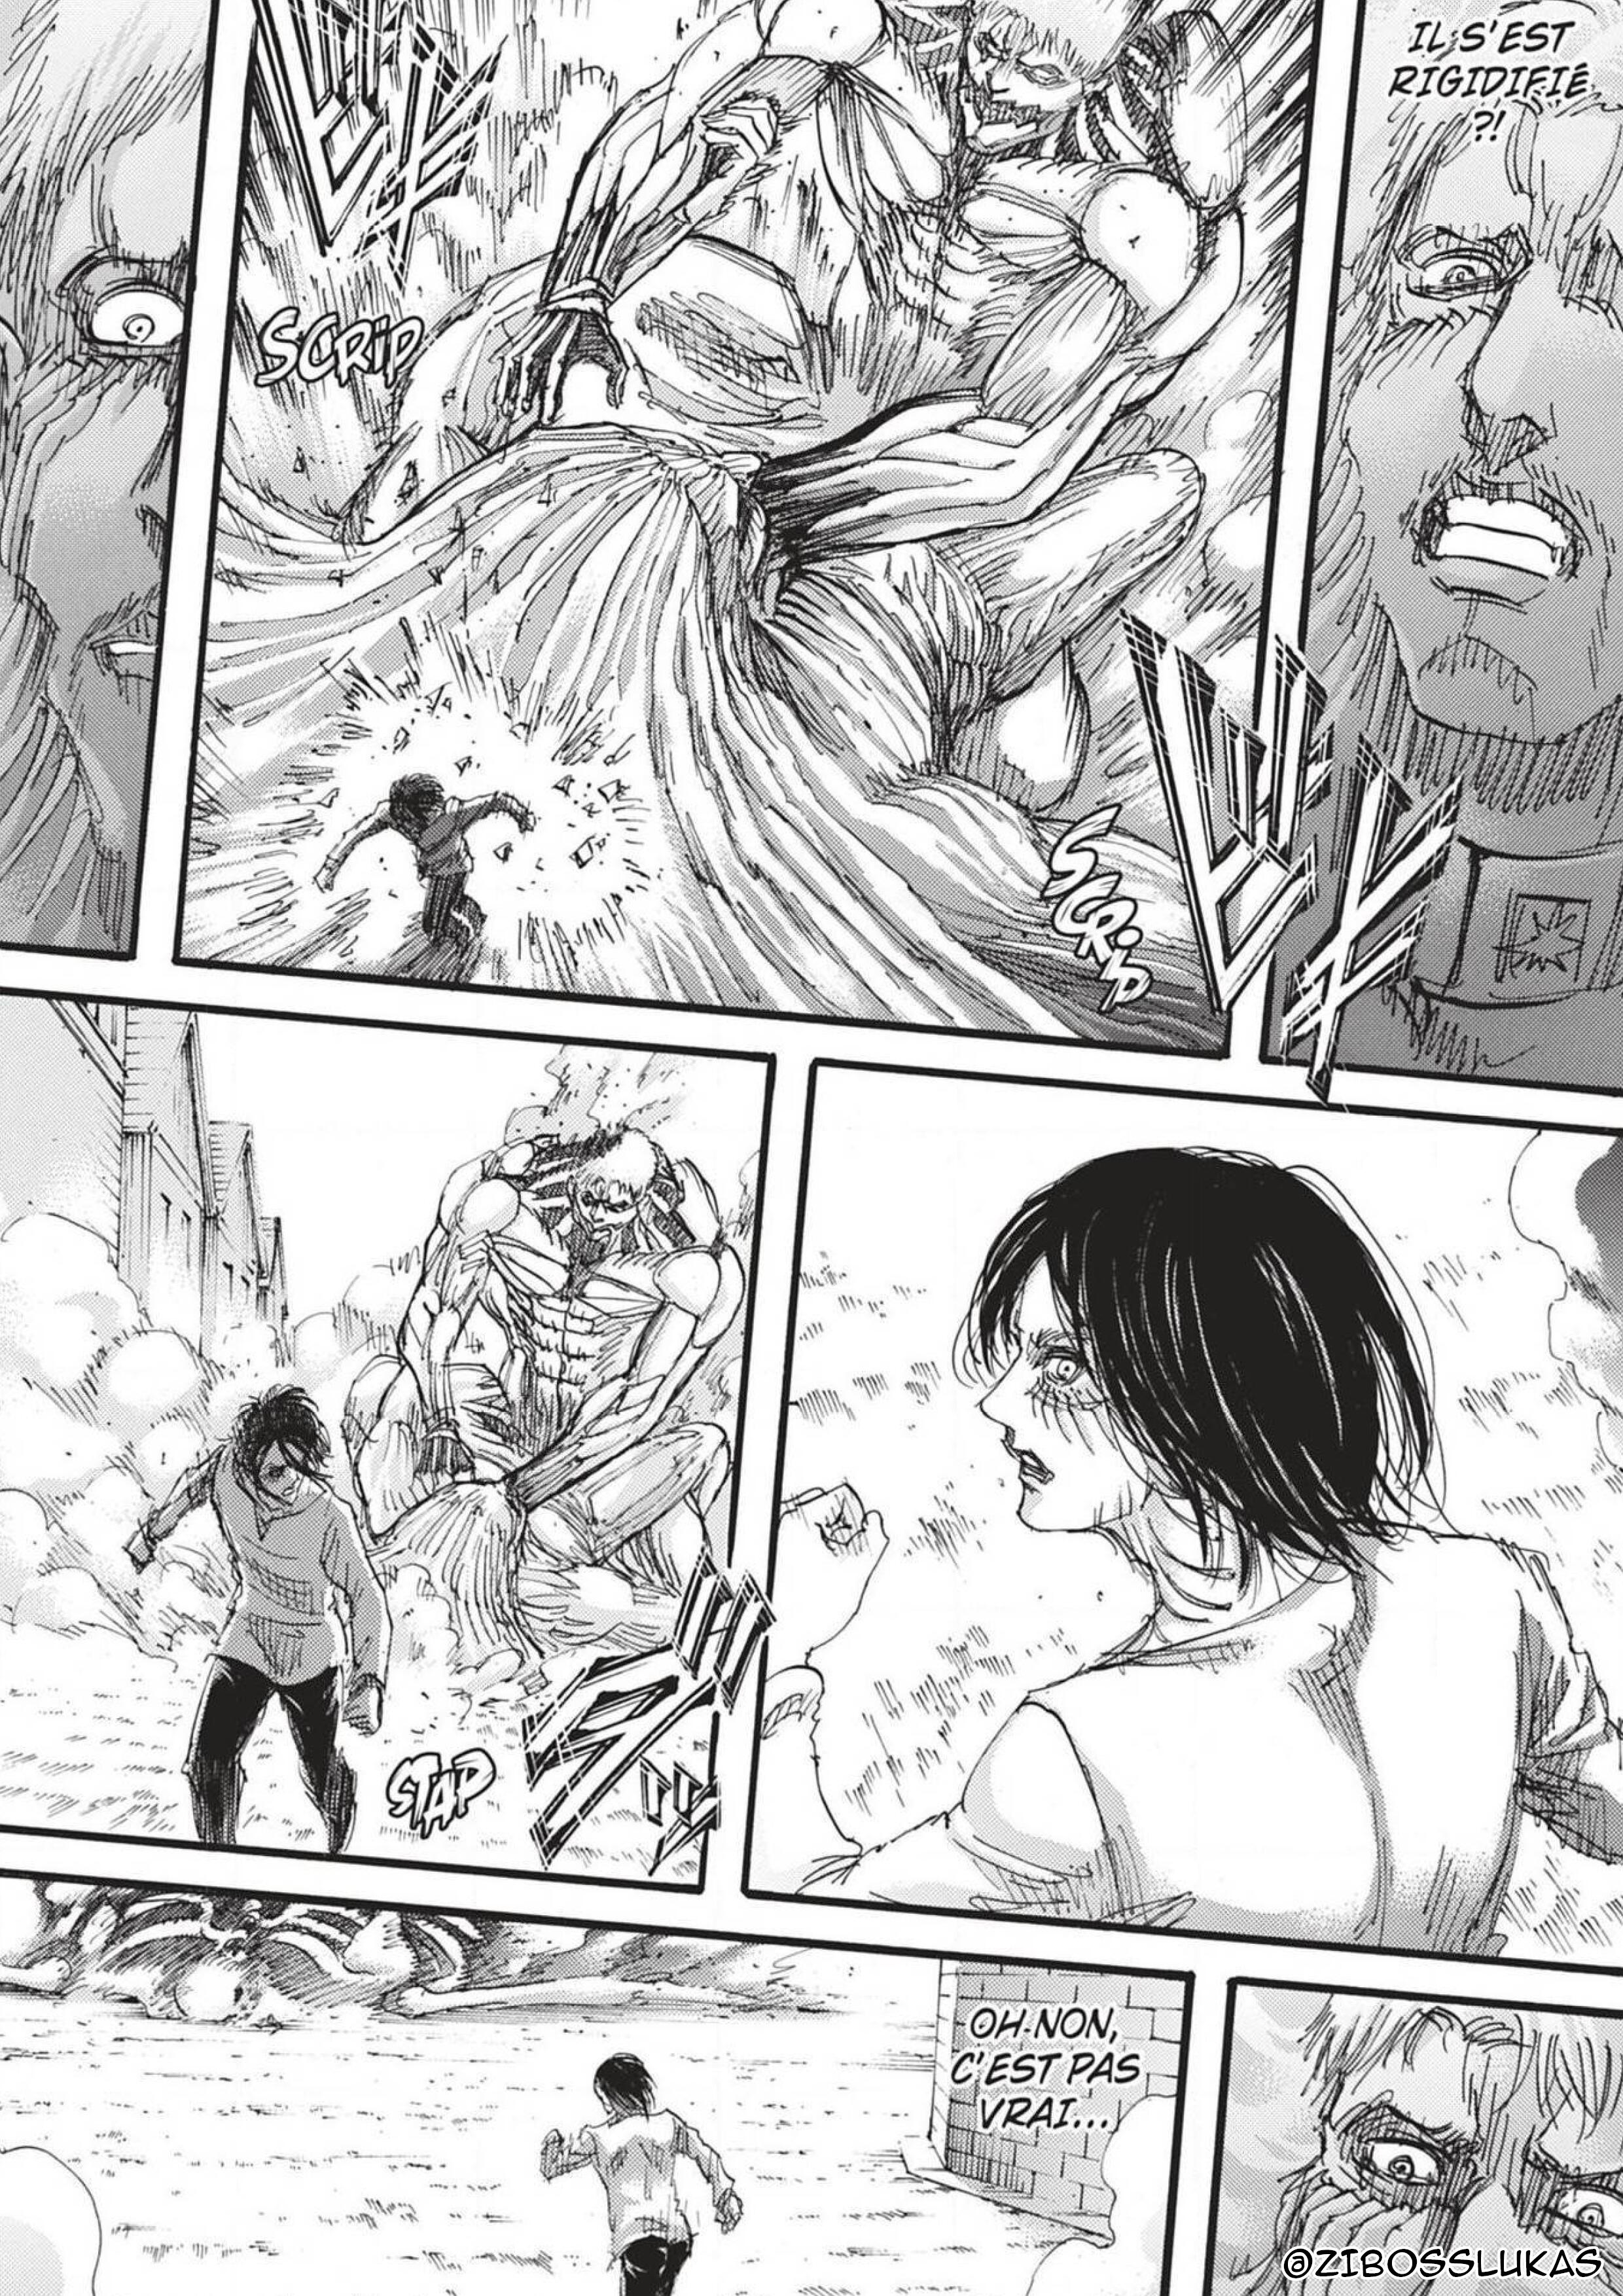 IL S'EST
RIGIDIFIÉ
?!
SCRIP
SCRIP
STAP
OH NON,
C'EST PAS
VRAI...
@ZIBOSSLUKAS